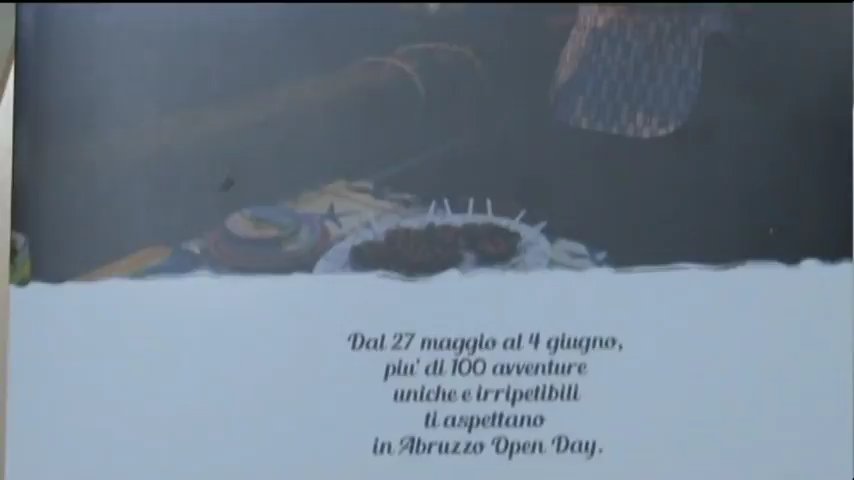 Dal 27 maggio al 4 giugno,
piu' di 100 avventure
uniche e irripetibili
ti aspettano
in Abruzzo Open Day.